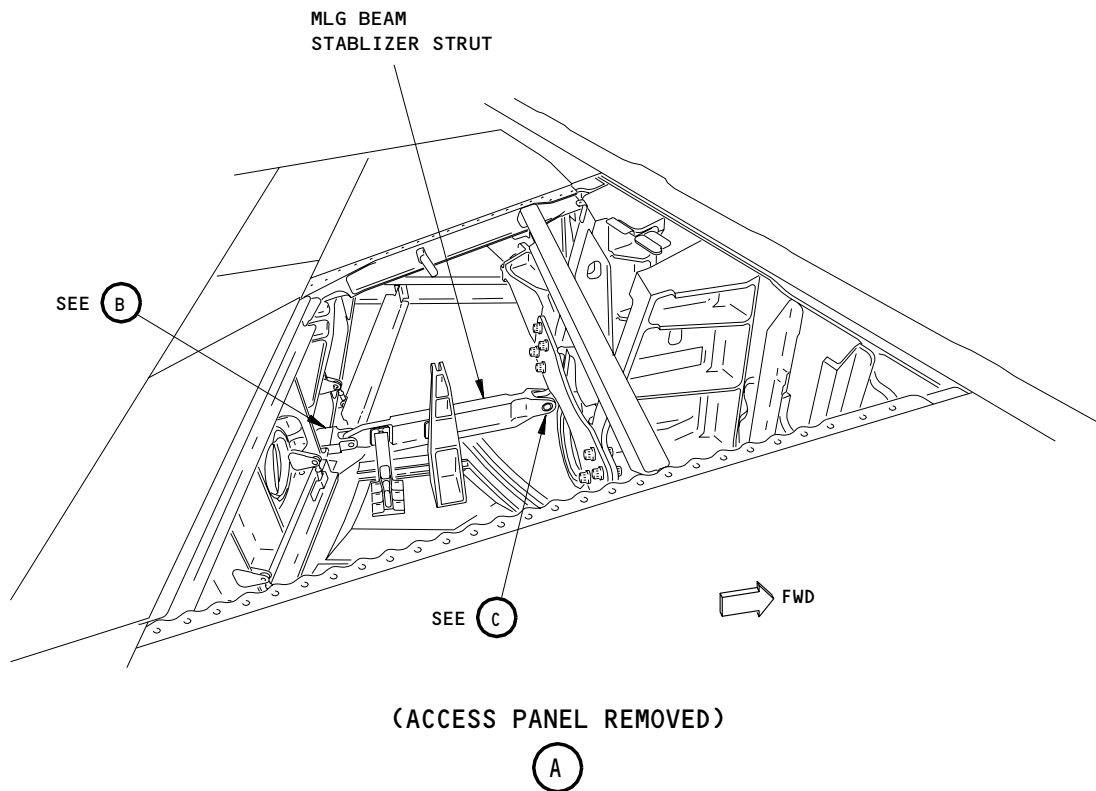 MLG BEAM
STABLIZER STRUT
SEE B
SEE C
FWD
(ACCESS PANEL REMOVED)
A